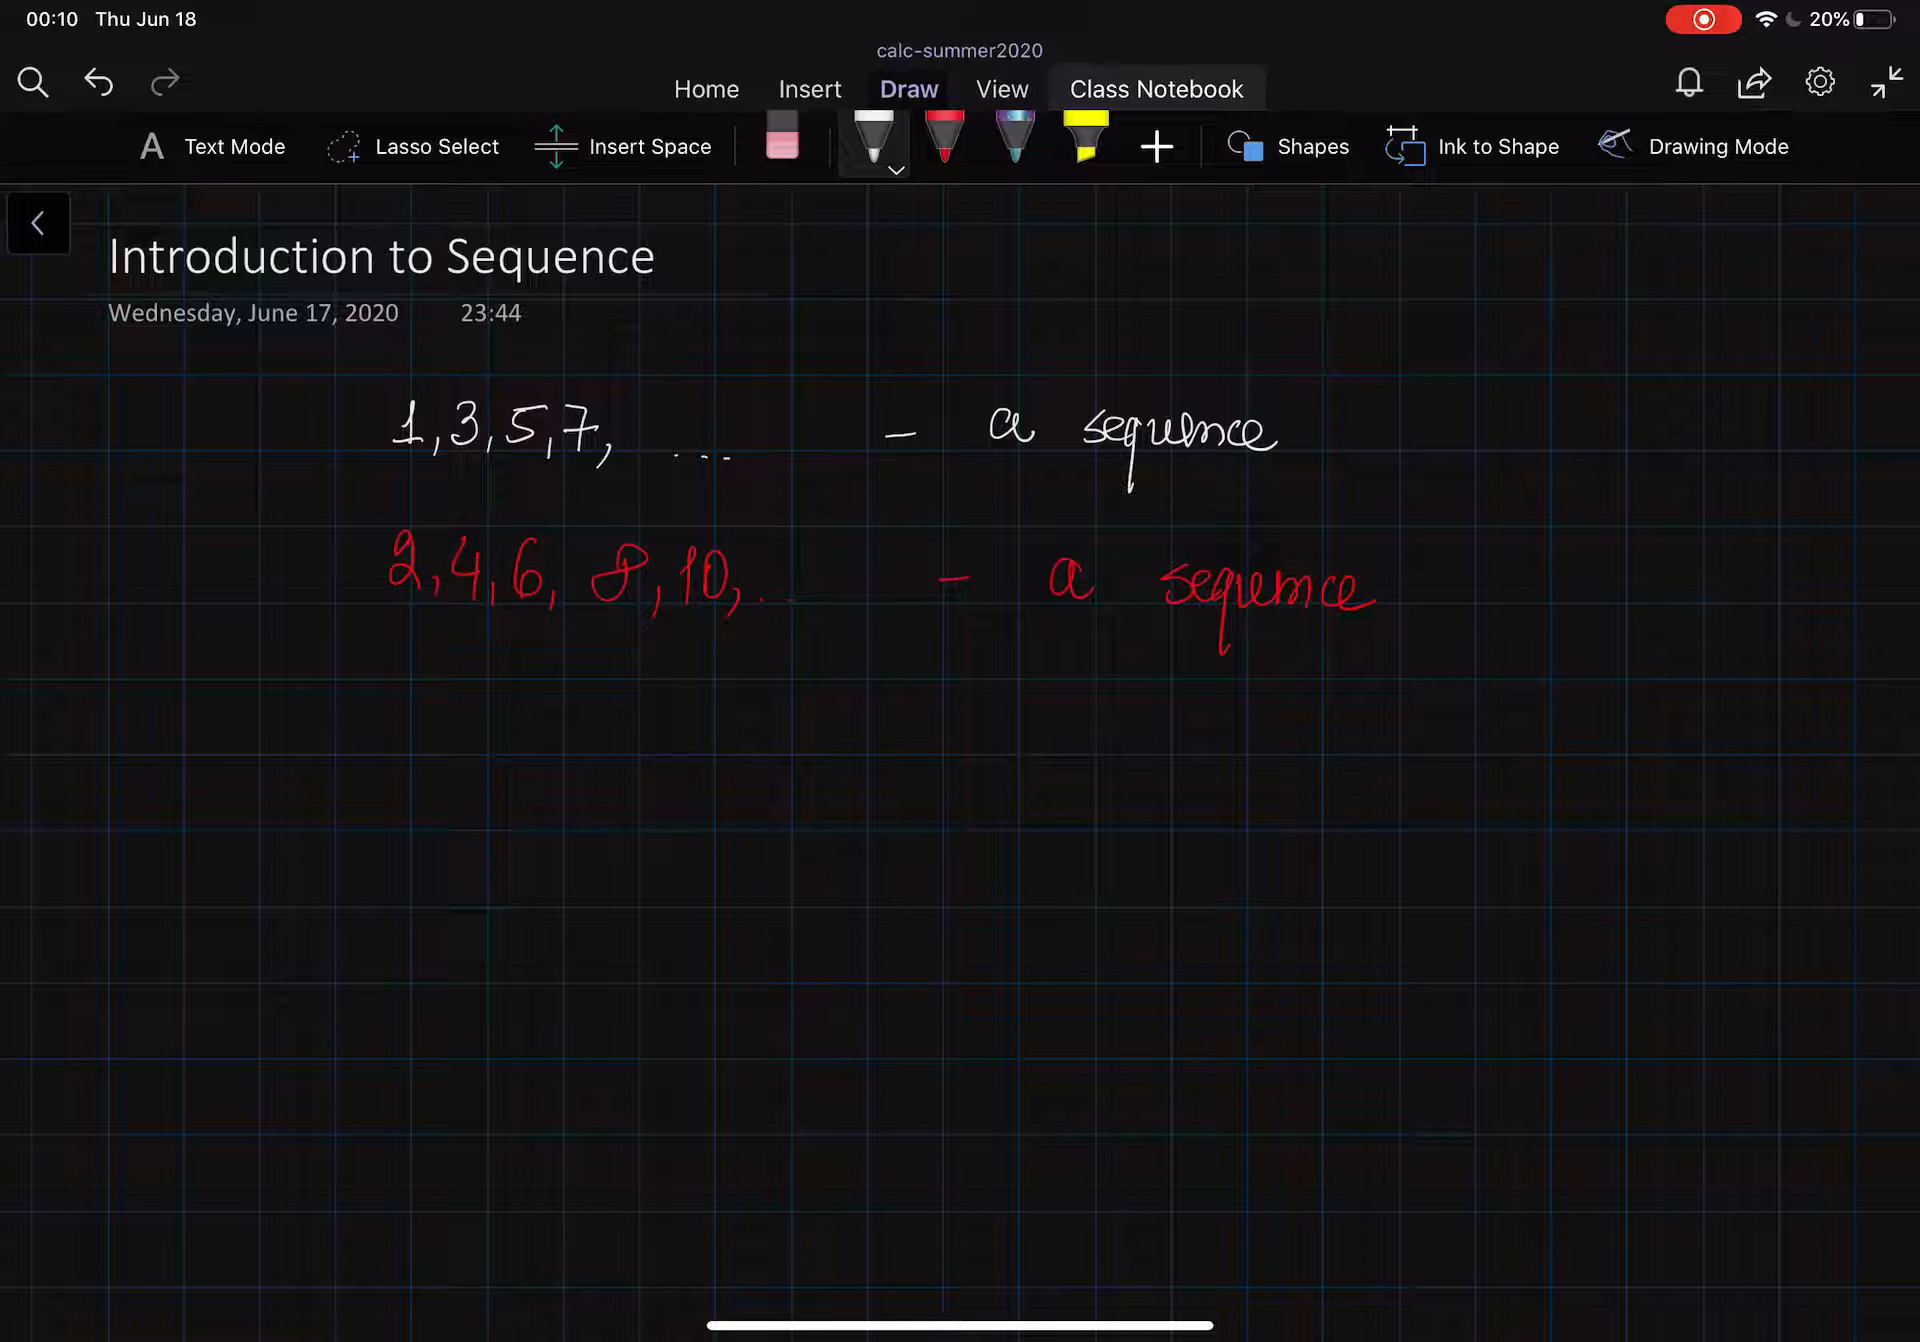 00:10 Thu Jun 18 20%
calc-summer2020
Home Insert Draw View Class Notebook
Text Mode Lasso Select Insert Space Shapes Ink to Shape Drawing Mode
Introduction to Sequence
Wednesday, June 17, 2020 23:44
1, 3, 5, 7, ... - a sequence
2, 4, 6, 8, 10, ... - a sequence